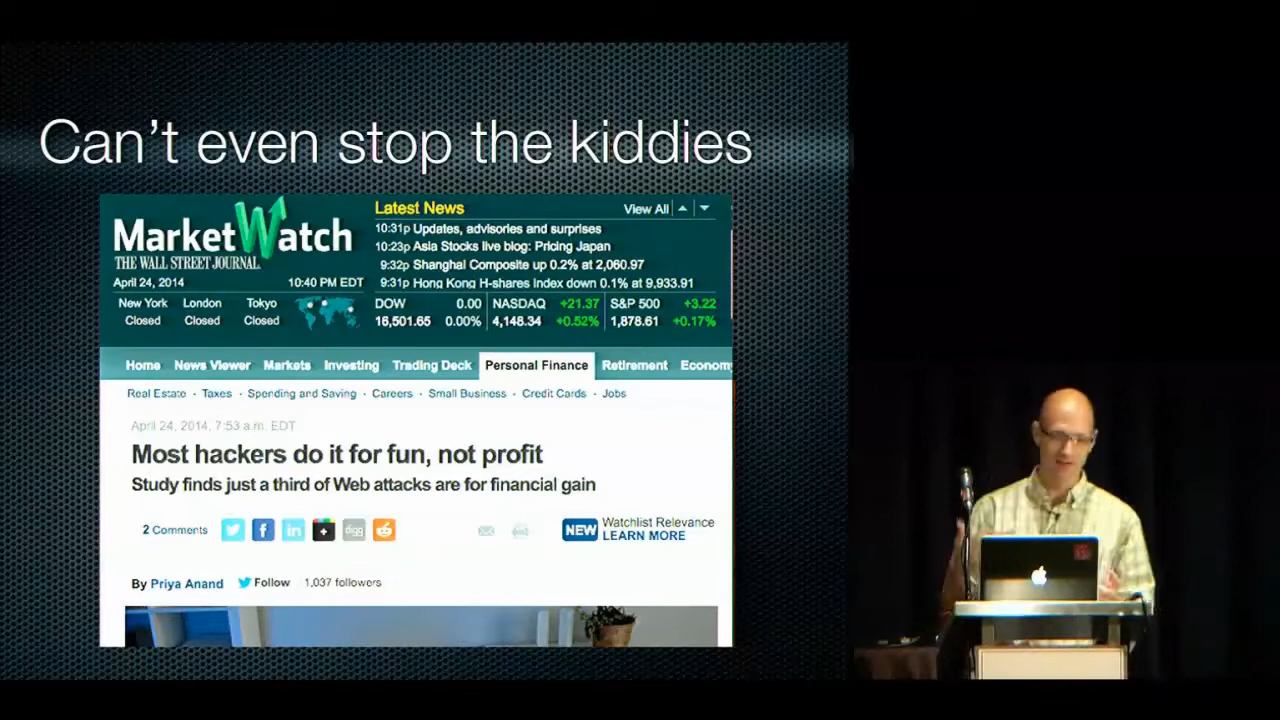 Can't even stop the kiddies
MarketWatch
THE WALL STREET JOURNAL.
April 24, 2014 10:40 PM EDT
New York London Tokyo
Closed Closed Closed
Latest News View All
10:31p Updates, advisories and surprises
10:23p Asia Stocks live blog: Pricing Japan
9:32p Shanghai Composite up 0.2% at 2,060.97
9:31p Hong Kong H-shares index down 0.1% at 9,933.91
DOW 0.00 NASDAQ +21.37 S&P 500 +3.22
16,501.65 0.00% 4,148.34 +0.52% 1,878.61 +0.17%
Home News Viewer Markets Investing Trading Deck Personal Finance Retirement Economy
Real Estate · Taxes · Spending and Saving · Careers · Small Business · Credit Cards · Jobs
April 24, 2014, 7:53 a.m. EDT
Most hackers do it for fun, not profit
Study finds just a third of Web attacks are for financial gain
2 Comments f in + digg NEW Watchlist Relevance
LEARN MORE
By Priya Anand Follow 1,037 followers